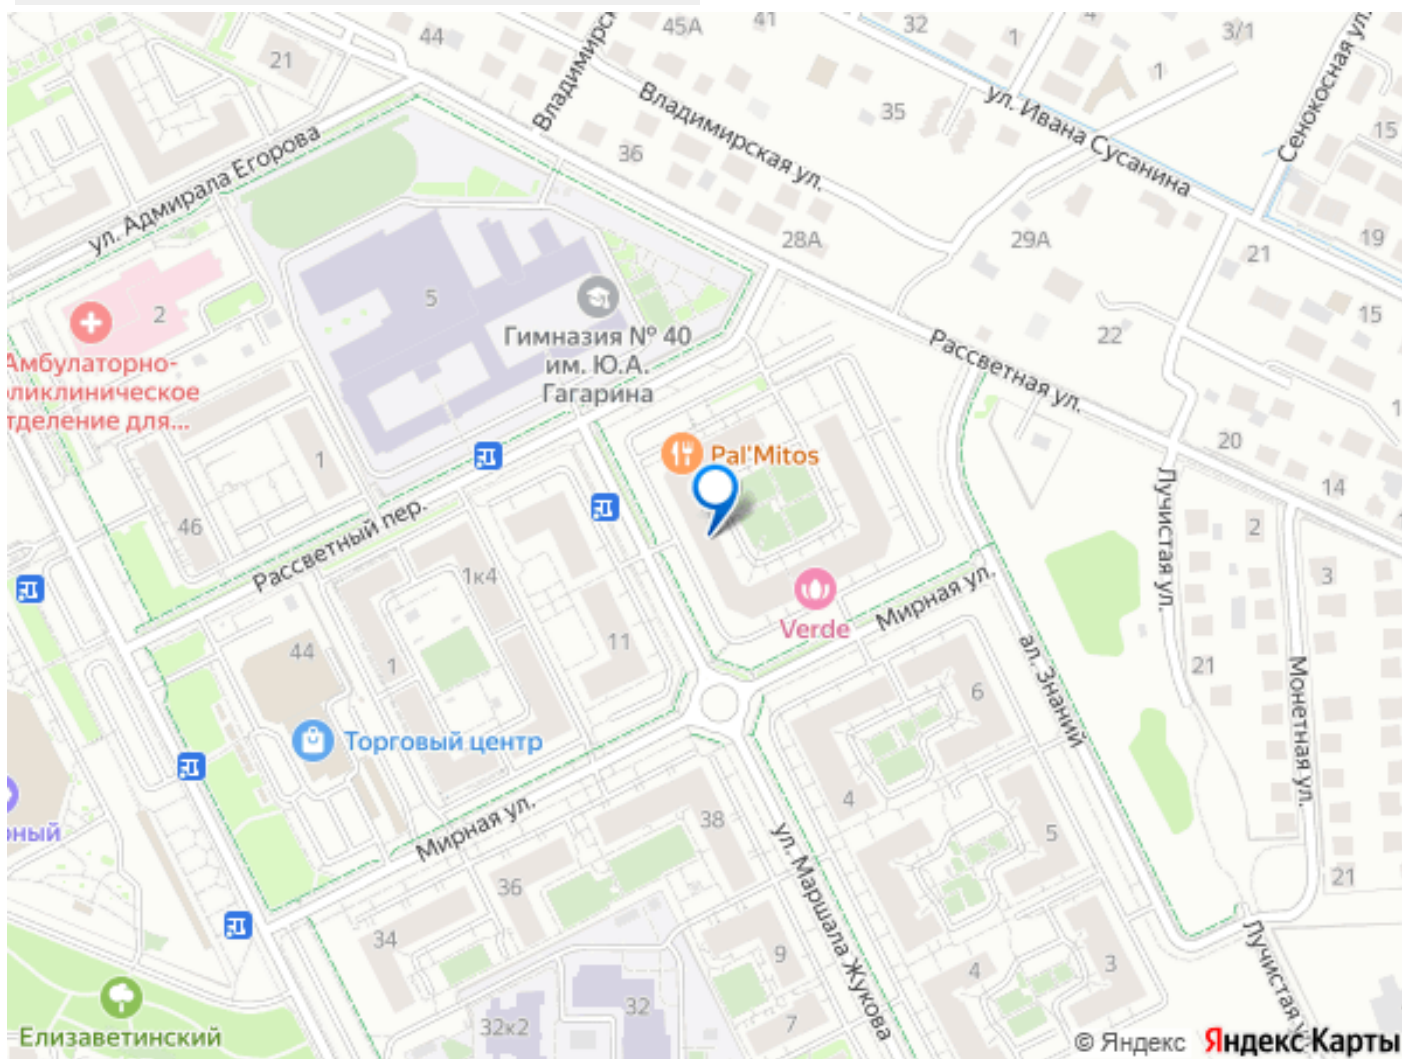 44
45А
41
32
4
3/1
1
1
21
Владимирск
Сенокосная ул.
35
Владимирская ул.
ул. Ивана Сусанина
15
36
ул. Адмирала Егорова
28А
29А
19
21
5
2
Гимназия № 40
им. Ю.А.
Гагарина
22
15
Рассветная ул.
Амбулаторно-
оликлиническое
тделение для...
1
Pal'Mitos
20
1
14
46
Рассветный пер.
Лучистая ул.
2
1к4
3
Verde
Мирная ул.
11
44
1
ал. Знаний
21
Монетная ул.
6
Торговый центр
4
рный
Мирная ул.
38
ул. Маршала Жукова
5
36
21
34
9
4
3
Лучистая у
32
32к2
7
Елизаветинский
© Яндекс Яндекс Карты